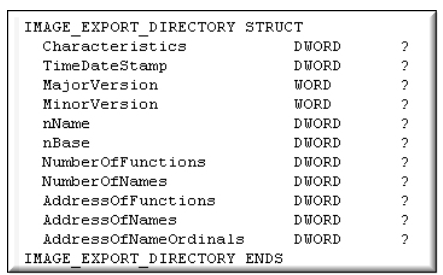 IMAGE_EXPORT_DIRECTORY STRUCT
Characteristics DWORD ?
TimeDateStamp DWORD ?
MajorVersion WORD ?
MinorVersion WORD ?
nName DWORD ?
nBase DWORD ?
NumberOfFunctions DWORD ?
NumberOfNames DWORD ?
AddressOfFunctions DWORD ?
AddressOfNames DWORD ?
AddressOfNameOrdinals DWORD ?
IMAGE_EXPORT_DIRECTORY ENDS